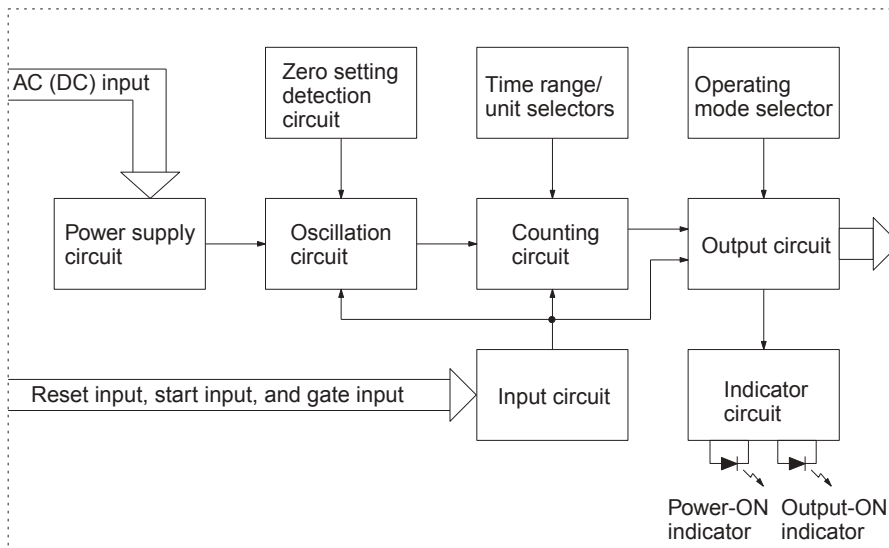 AC (DC) input
Zero setting
detection
circuit
Time range/
unit selectors
Operating
mode selector
Power supply
circuit
Oscillation
circuit
Counting
circuit
Output circuit
Reset input, start input, and gate input
Input circuit
Indicator
circuit
Power-ON
indicator
Output-ON
indicator